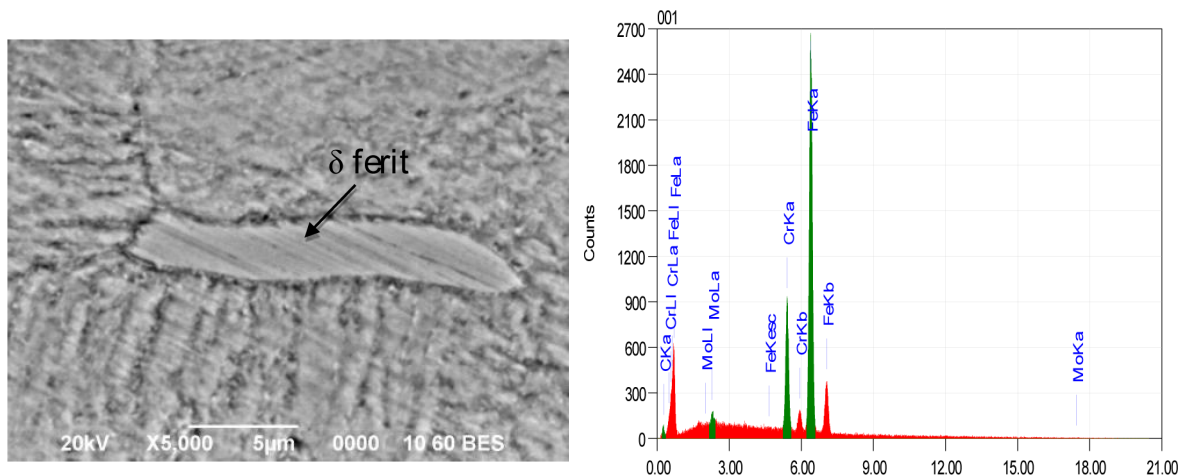 δ ferit
20kV X5,000 5µm 0000 10 60 BES
001
2700
2400
2100
1800
1500
1200
900
600
300
0
Counts
CKa
CrLl CrLa FeLl FeLa
MoLl
MoLa
FeKesc
CrKa
CrKb
FeKa
FeKb
MoKa
0.00 3.00 6.00 9.00 12.00 15.00 18.00 21.00